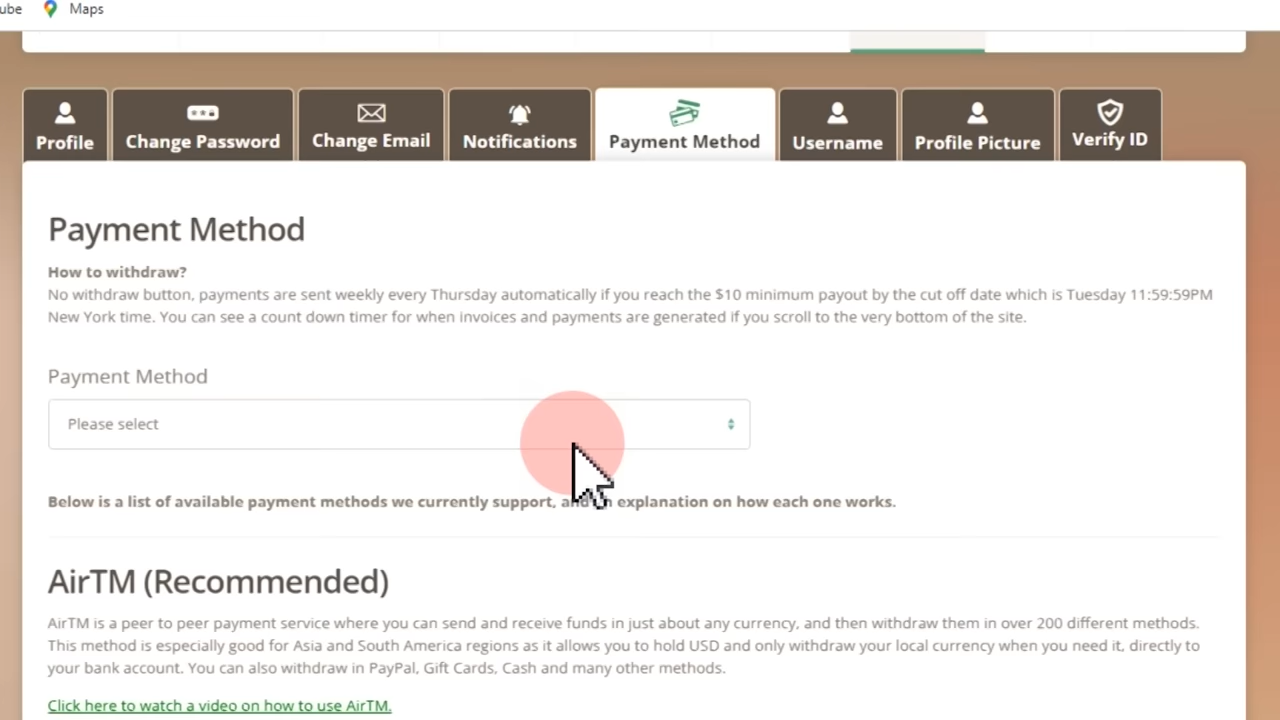 ube Maps
Profile Change Password Change Email Notifications Payment Method Username Profile Picture Verify ID
Payment Method
How to withdraw?
No withdraw button, payments are sent weekly every Thursday automatically if you reach the $10 minimum payout by the cut off date which is Tuesday 11:59:59PM
New York time. You can see a count down timer for when invoices and payments are generated if you scroll to the very bottom of the site.
Payment Method
Please select
Below is a list of available payment methods we currently support, explanation on how each one works.
AirTM (Recommended)
AirTM is a peer to peer payment service where you can send and receive funds in just about any currency, and then withdraw them in over 200 different methods.
This method is especially good for Asia and South America regions as it allows you to hold USD and only withdraw your local currency when you need it, directly to
your bank account. You can also withdraw in PayPal, Gift Cards, Cash and many other methods.
Click here to watch a video on how to use AirTM.